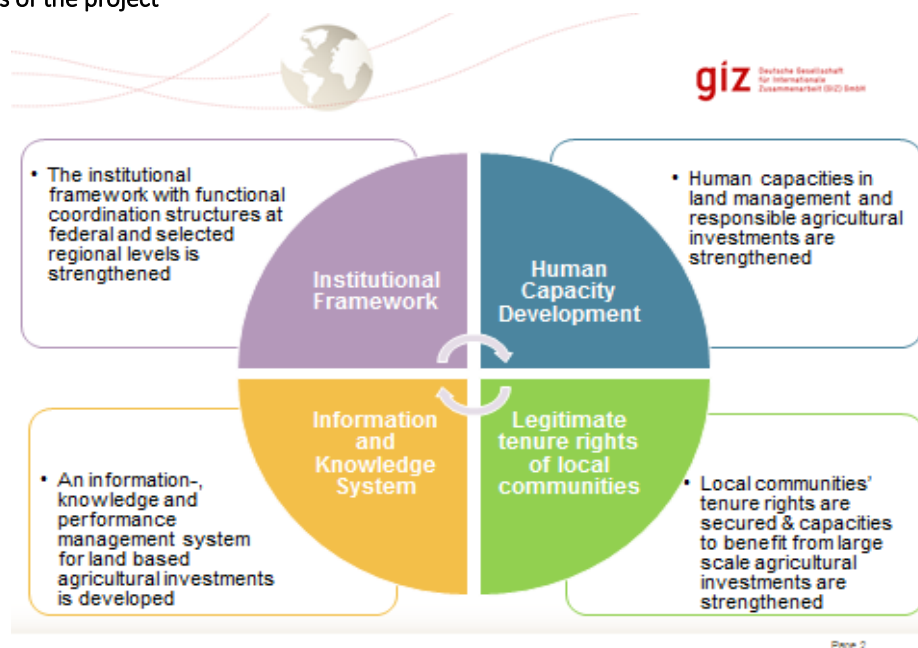 s of the project
giz Deutsche Gesellschaft
für Internationale
Zusammenarbeit (GIZ) GmbH
• The institutional
framework with functional
coordination structures at
federal and selected
regional levels is
strengthened
• Human capacities in
land management and
responsible agricultural
investments are
strengthened
Institutional
Framework
Human
Capacity
Development
Information
and
Knowledge
System
Legitimate
tenure rights
of local
communities
• An information-,
knowledge and
performance
management system
for land based
agricultural investments
is developed
• Local communities’
tenure rights are
secured & capacities
to benefit from large
scale agricultural
investments are
strengthened
Page 2